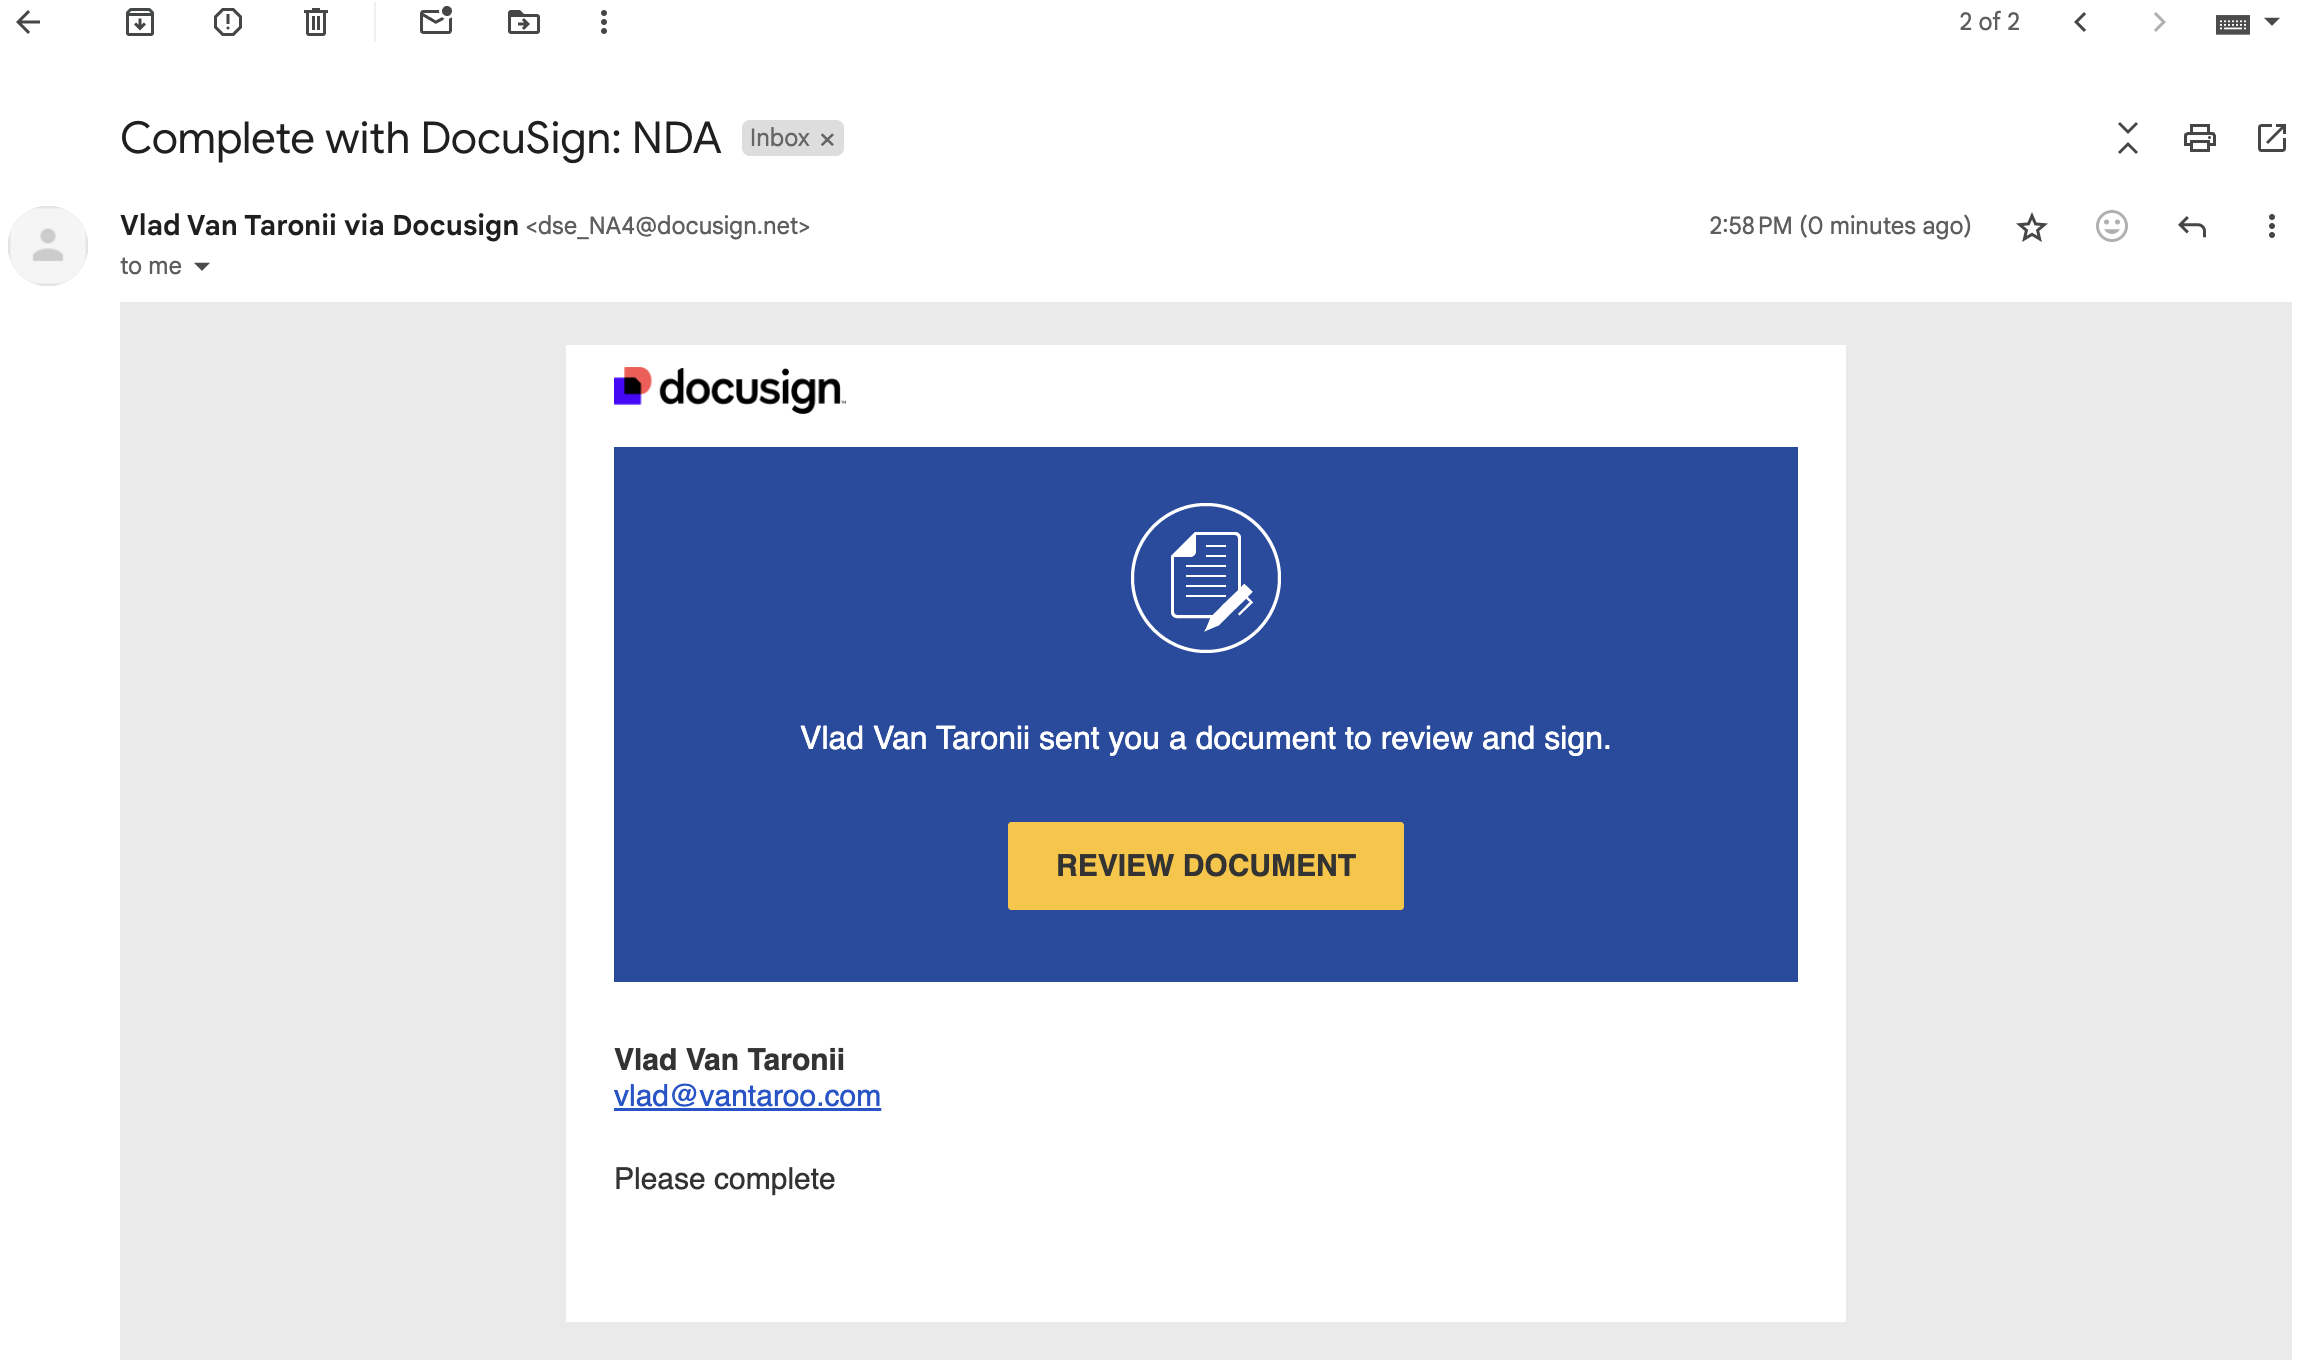 2 of 2
Complete with DocuSign: NDA Inbox ×
Vlad Van Taronii via Docusign <dse_NA4@docusign.net> 2:58 PM (0 minutes ago)
to me
docusign
Vlad Van Taronii sent you a document to review and sign.
REVIEW DOCUMENT
Vlad Van Taronii
vlad@vantaroo.com
Please complete